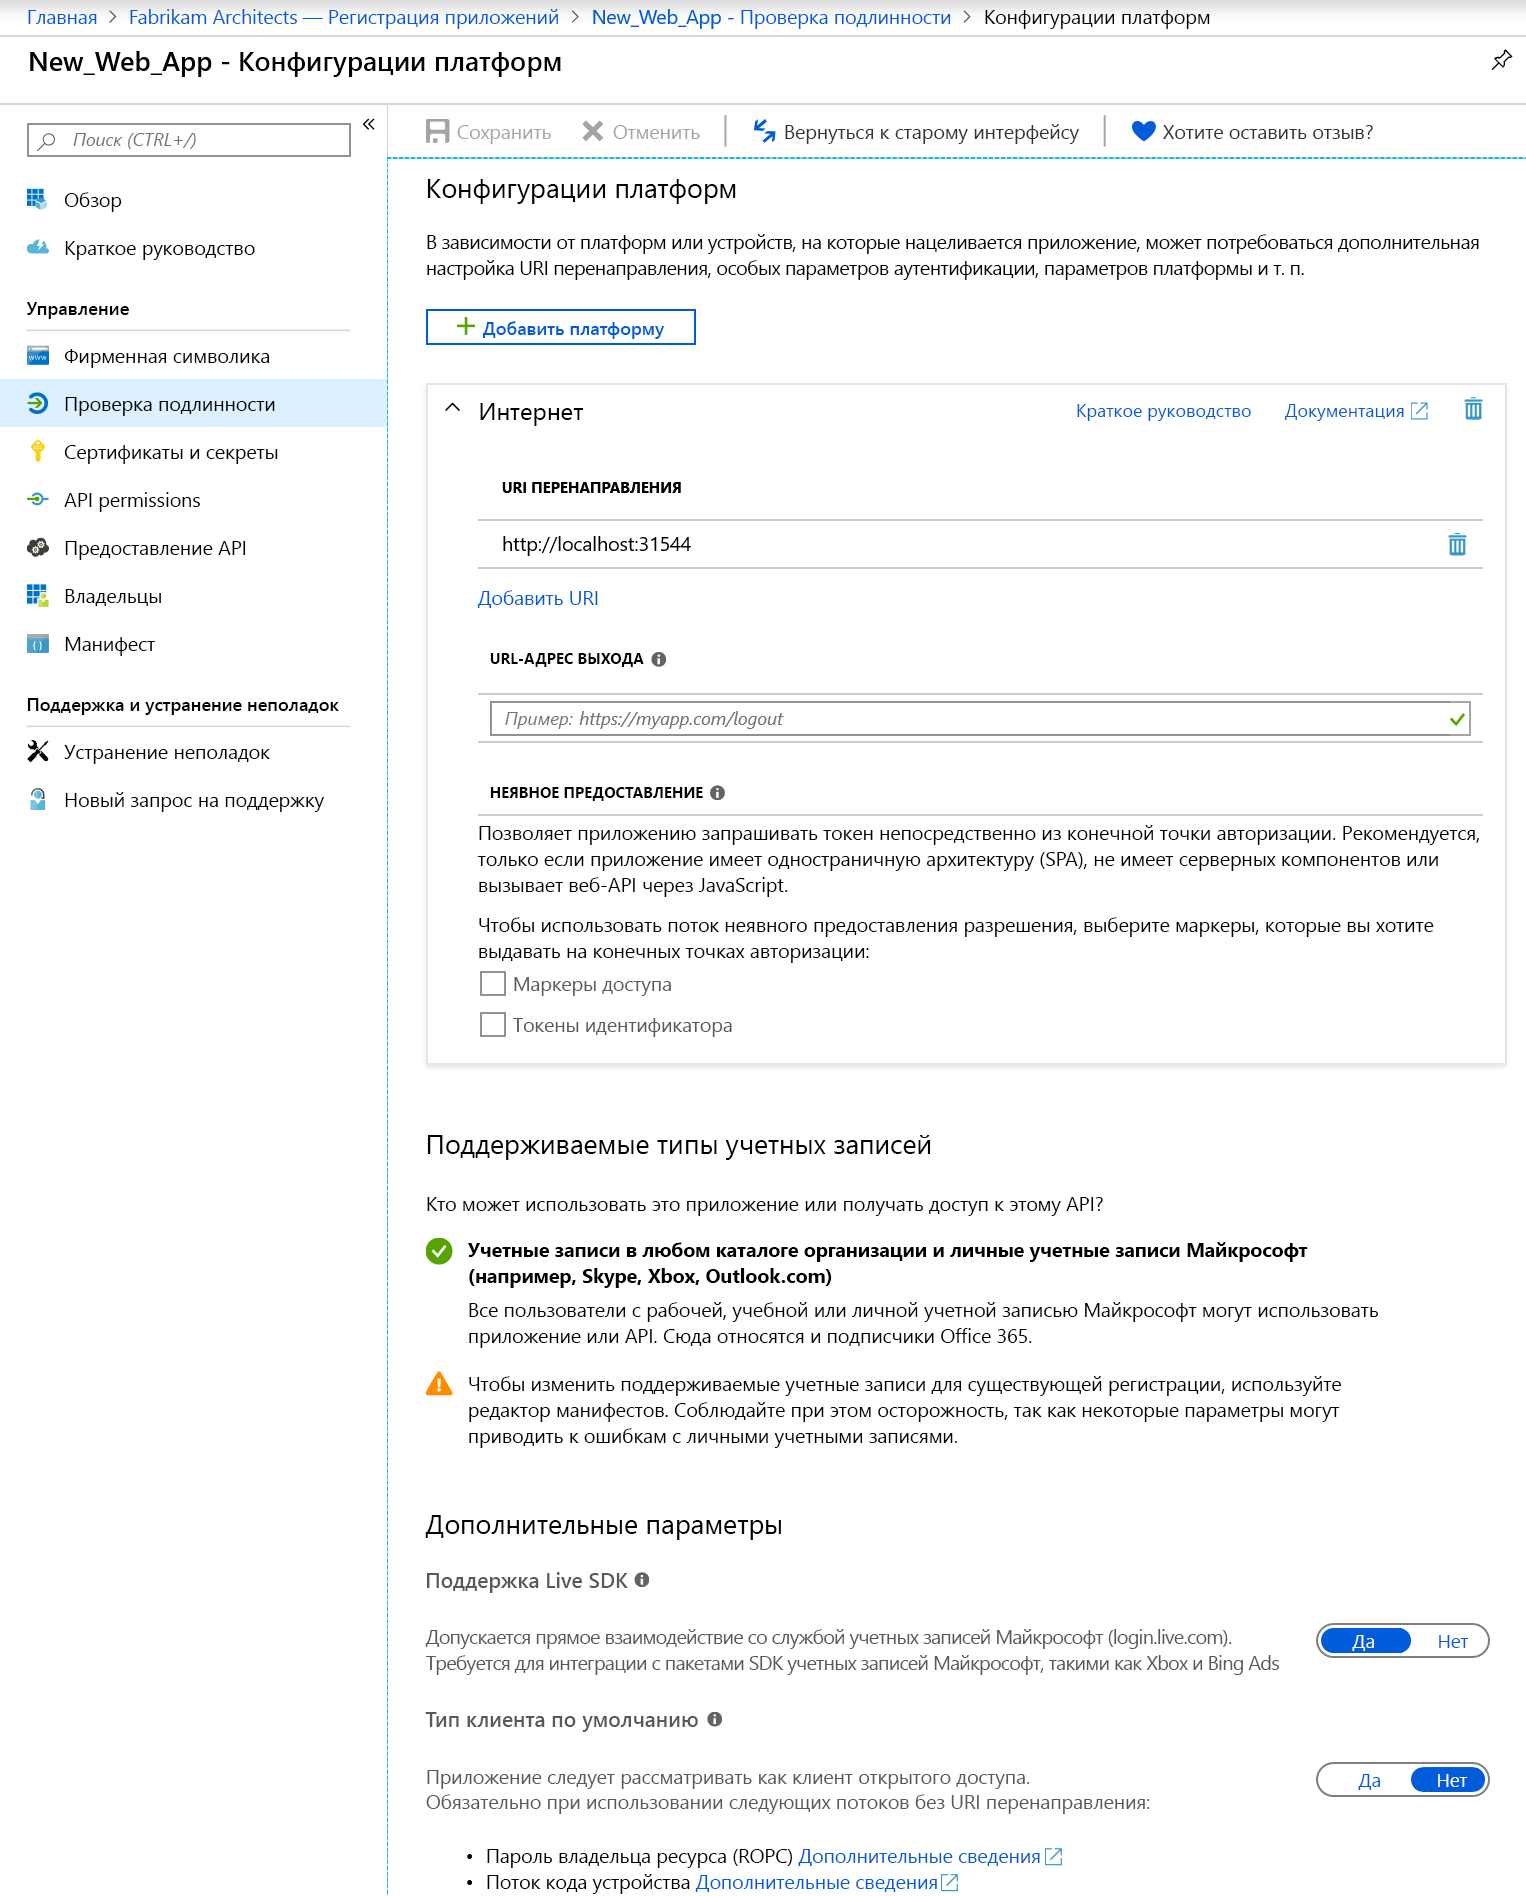 Главная > Fabrikam Architects — Регистрация приложений > New_Web_App - Проверка подлинности > Конфигурации платформ
New_Web_App - Конфигурации платформ
Поиск (CTRL+/)
«
Обзор
Краткое руководство
Управление
Фирменная символика
Проверка подлинности
Сертификаты и секреты
API permissions
Предоставление API
Владельцы
Манифест
Поддержка и устранение неполадок
Устранение неполадок
Новый запрос на поддержку
Сохранить
Отменить
Вернуться к старому интерфейсу
Хотите оставить отзыв?
Конфигурации платформ
В зависимости от платформ или устройств, на которые нацеливается приложение, может потребоваться дополнительная
настройка URI перенаправления, особых параметров аутентификации, параметров платформы и т. п.
+ Добавить платформу
Интернет
Краткое руководство
Документация
URI ПЕРЕНАПРАВЛЕНИЯ
http://localhost:31544
Добавить URI
URL-АДРЕС ВЫХОДА
Пример: https://myapp.com/logout
НЕЯВНОЕ ПРЕДОСТАВЛЕНИЕ
Позволяет приложению запрашивать токен непосредственно из конечной точки авторизации. Рекомендуется,
только если приложение имеет одностраничную архитектуру (SPA), не имеет серверных компонентов или
вызывает веб-API через JavaScript.
Чтобы использовать поток неявного предоставления разрешения, выберите маркеры, которые вы хотите
выдавать на конечных точках авторизации:
Маркеры доступа
Токены идентификатора
Поддерживаемые типы учетных записей
Кто может использовать это приложение или получать доступ к этому API?
Учетные записи в любом каталоге организации и личные учетные записи Майкрософт
(например, Skype, Xbox, Outlook.com)
Все пользователи с рабочей, учебной или личной учетной записью Майкрософт могут использовать
приложение или API. Сюда относятся и подписчики Office 365.
Чтобы изменить поддерживаемые учетные записи для существующей регистрации, используйте
редактор манифестов. Соблюдайте при этом осторожность, так как некоторые параметры могут
приводить к ошибкам с личными учетными записями.
Дополнительные параметры
Поддержка Live SDK
Допускается прямое взаимодействие со службой учетных записей Майкрософт (login.live.com).
Требуется для интеграции с пакетами SDK учетных записей Майкрософт, такими как Xbox и Bing Ads
Да Нет
Тип клиента по умолчанию
Приложение следует рассматривать как клиент открытого доступа.
Обязательно при использовании следующих потоков без URI перенаправления:
Да Нет
• Пароль владельца ресурса (ROPC) Дополнительные сведения
• Поток кода устройства Дополнительные сведения